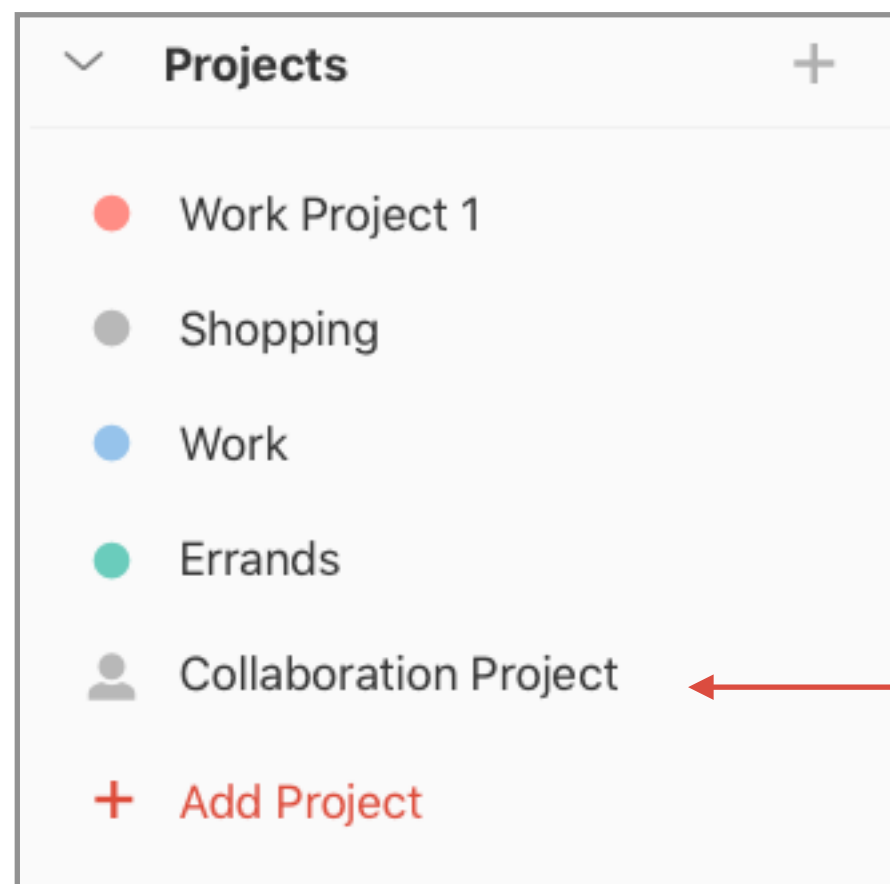 Projects
Work Project 1
Shopping
Work
Errands
Collaboration Project
Add Project